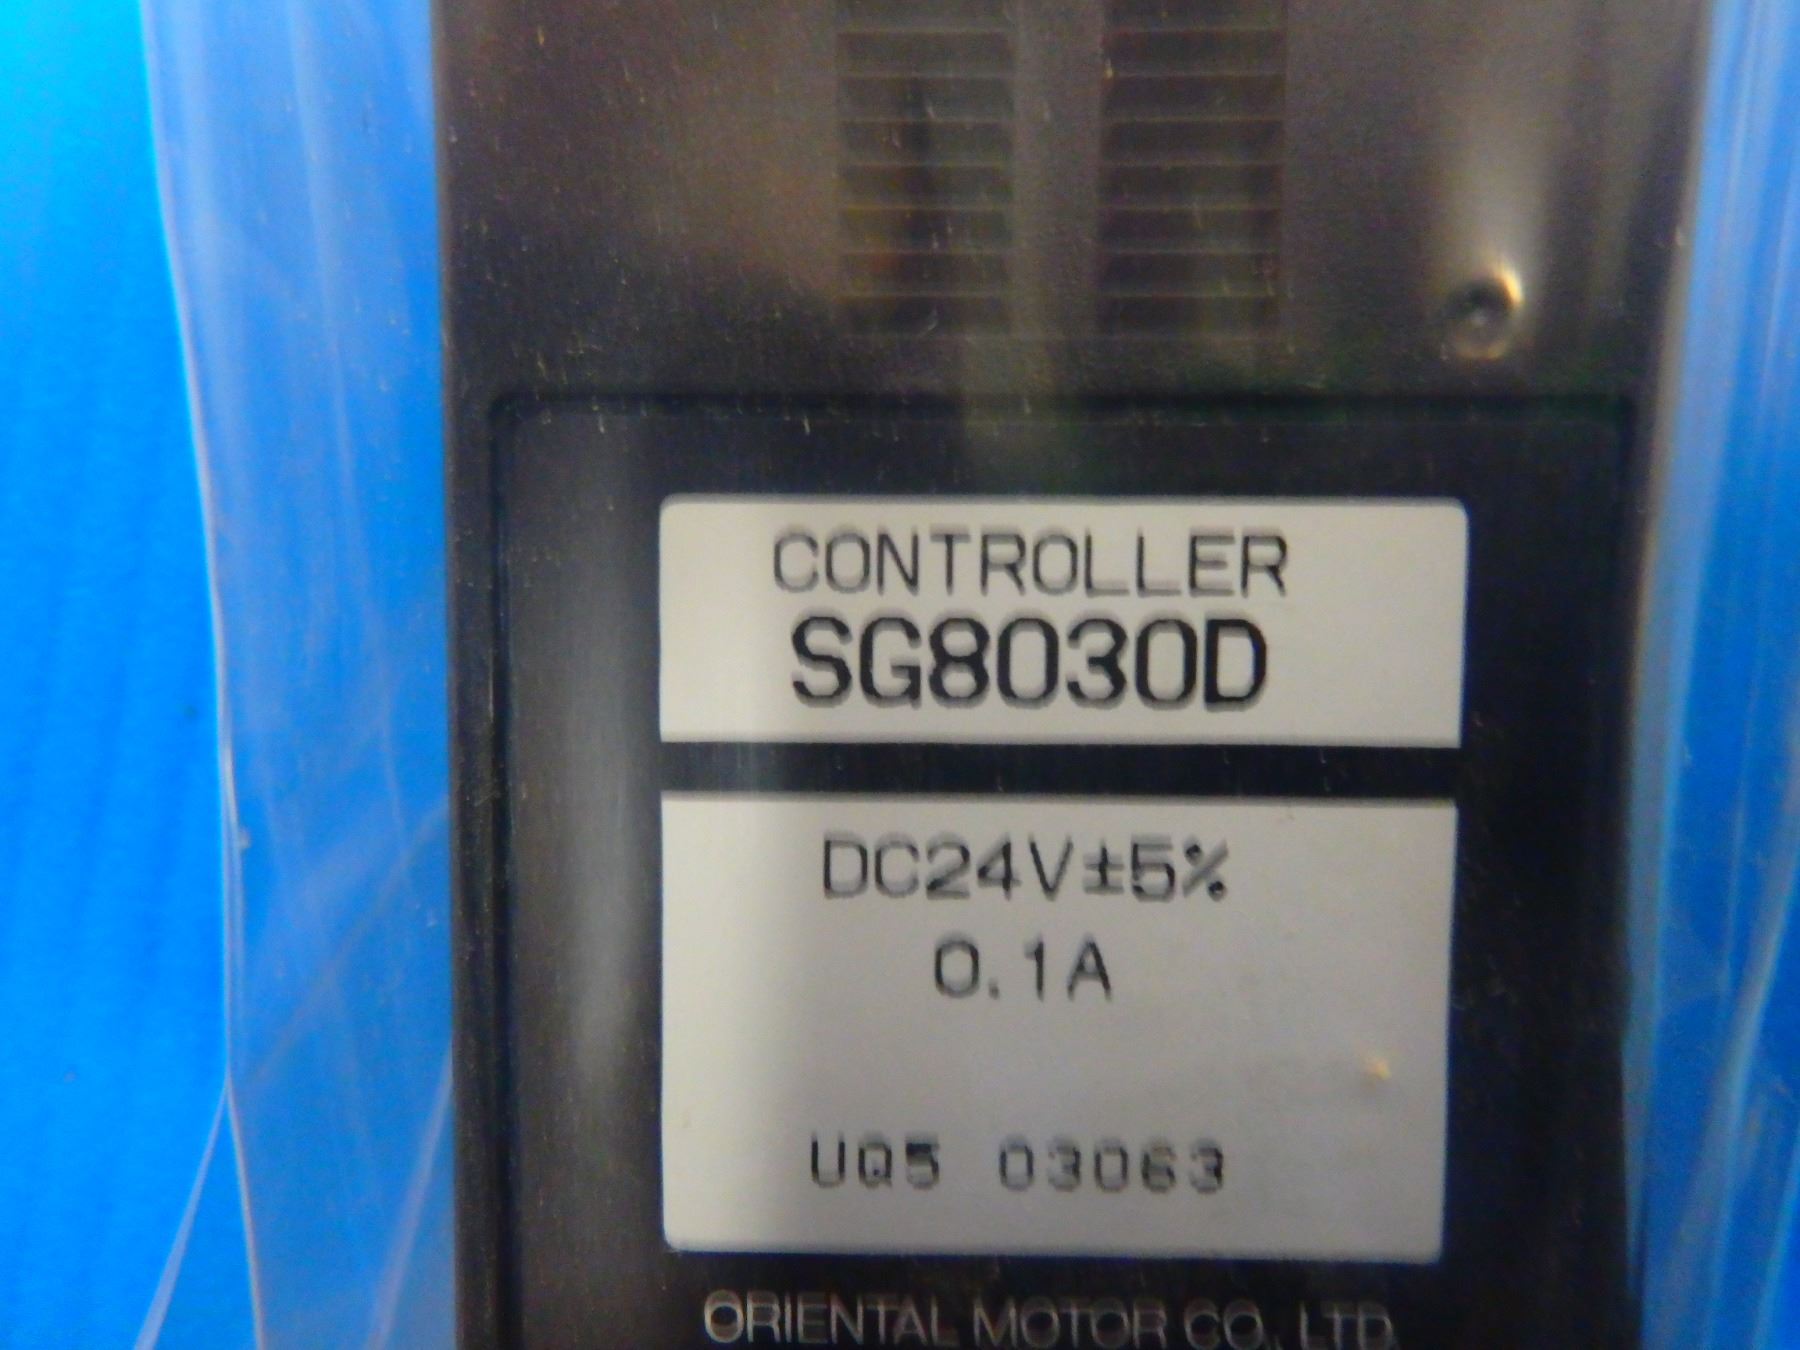 CONTROLLER
SG8030D
DC24V±5%
0.1A
UQ5 03063
ORIENTAL MOTOR CO., LTD.